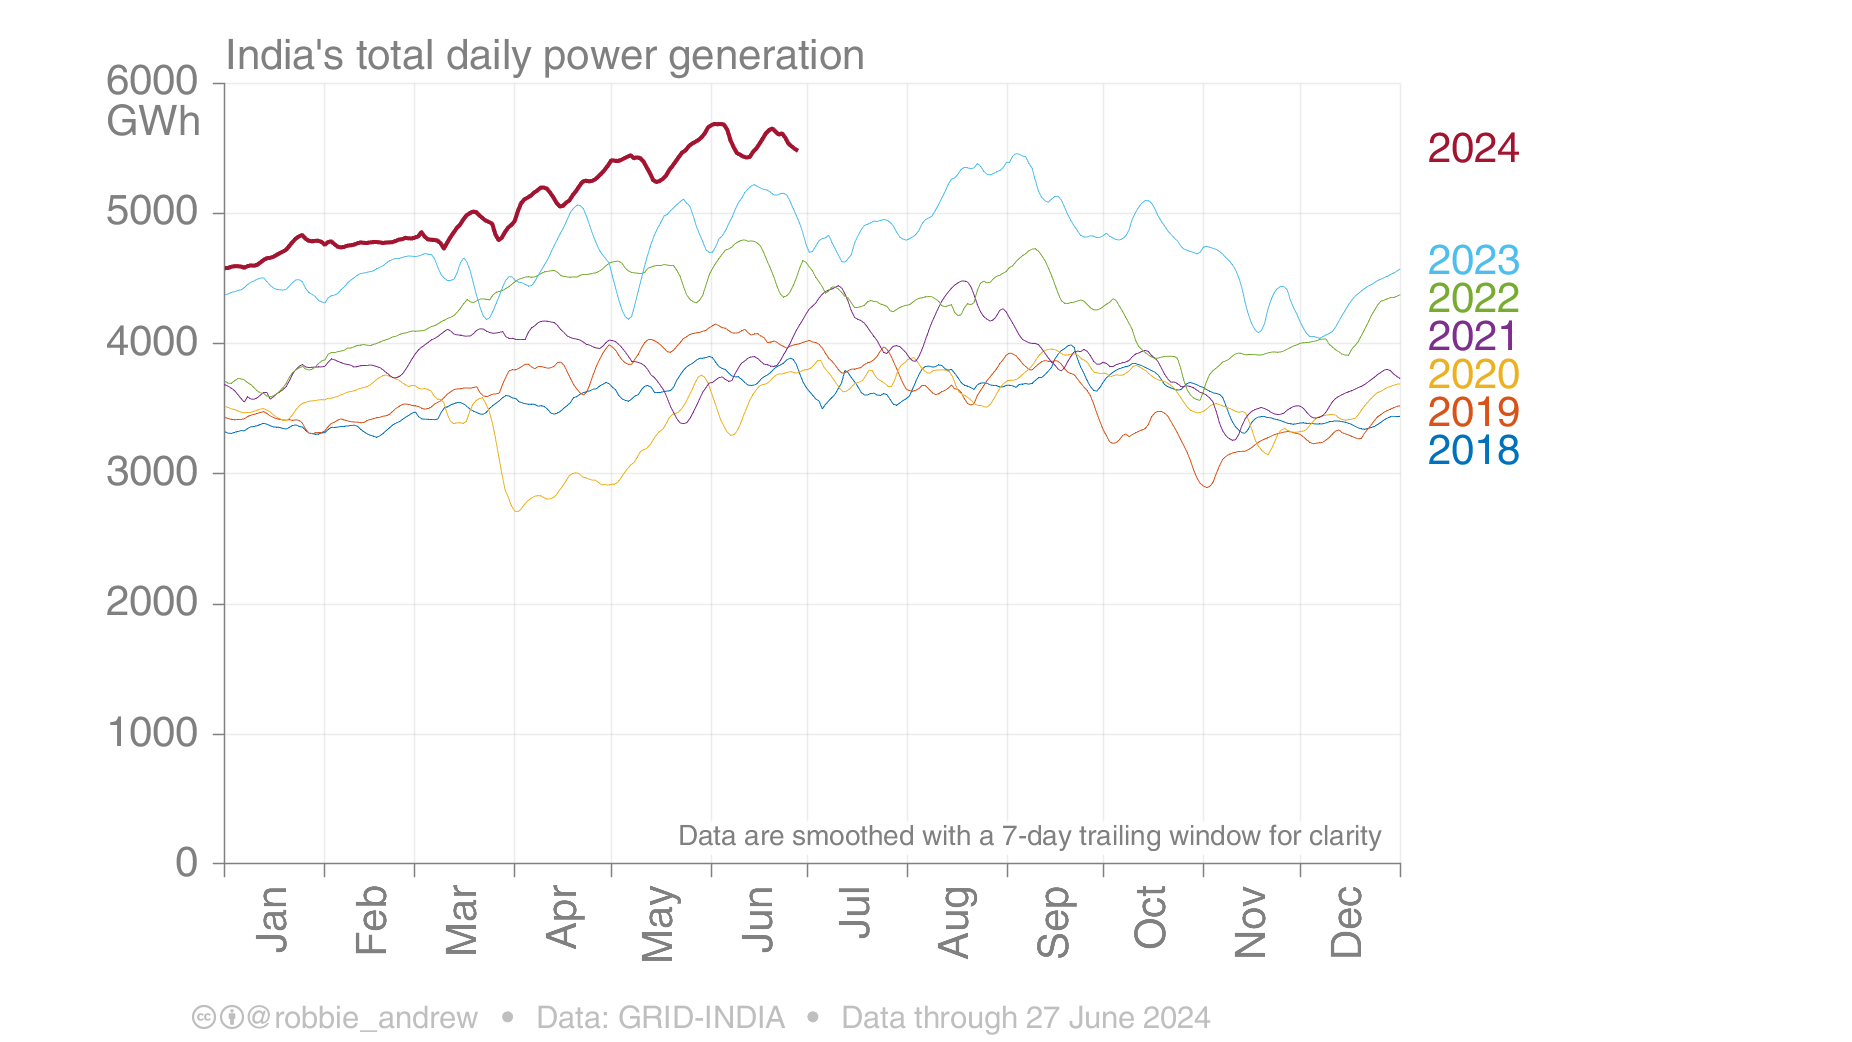 India's total daily power generation
6000
GWh
5000
4000
3000
2000
1000
0
2024
2023
2022
2021
2020
2019
2018
Data are smoothed with a 7-day trailing window for clarity
Jan
Feb
Mar
Apr
May
Jun
Jul
Aug
Sep
Oct
Nov
Dec
cc @robbie_andrew • Data: GRID-INDIA • Data through 27 June 2024